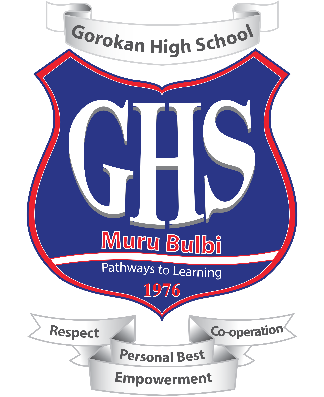 Gorokan High School
GHS
Muru Bulbi
Pathways to Learning
1976
Respect
Co-operation
Personal Best
Empowerment